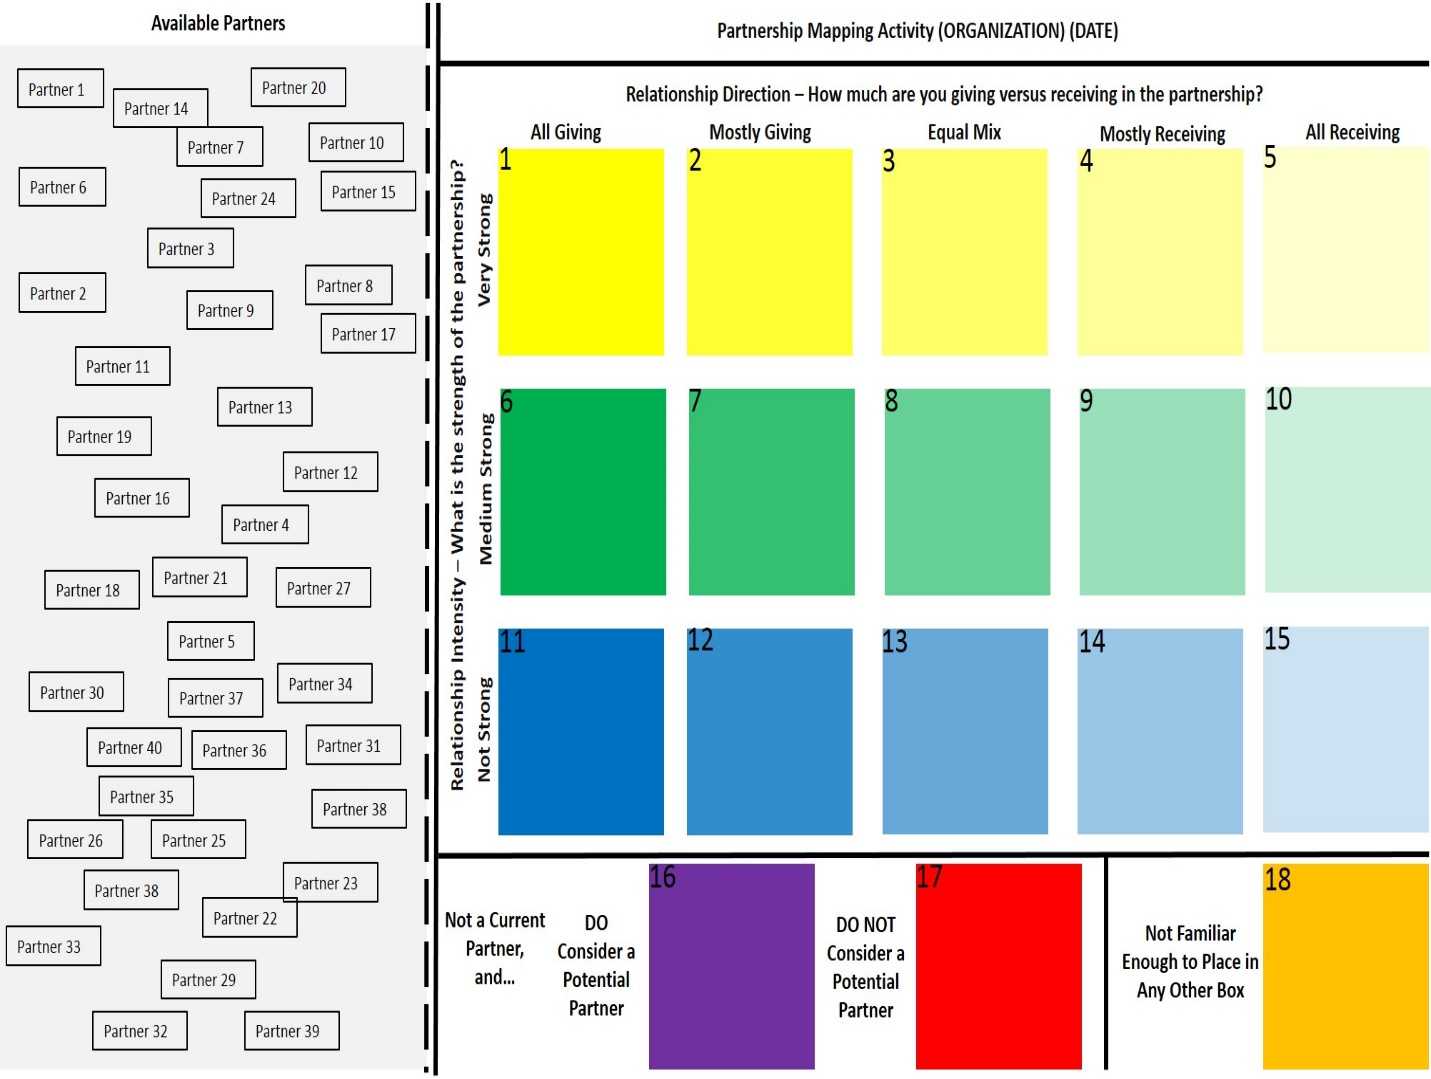 Available Partners
Partner 1
Partner 14
Partner 20
Partner 7
Partner 10
Partner 6
Partner 24
Partner 15
Partner 3
Partner 2
Partner 9
Partner 8
Partner 17
Partner 11
Partner 13
Partner 19
Partner 12
Partner 16
Partner 4
Partner 18
Partner 21
Partner 27
Partner 5
Partner 30
Partner 37
Partner 34
Partner 40
Partner 36
Partner 31
Partner 35
Partner 38
Partner 26
Partner 25
Partner 38
Partner 23
Partner 22
Partner 33
Partner 29
Partner 32
Partner 39
Partnership Mapping Activity (ORGANIZATION) (DATE)
Relationship Direction – How much are you giving versus receiving in the partnership?
All Giving
Mostly Giving
Equal Mix
Mostly Receiving
All Receiving
Relationship Intensity – What is the strength of the partnership?
Very Strong
1
2
3
4
5
Medium Strong
6
7
8
9
10
Not Strong
11
12
13
14
15
Not a Current
Partner,
and...
DO
Consider a
Potential
Partner
16
DO NOT
Consider a
Potential
Partner
17
Not Familiar
Enough to Place in
Any Other Box
18